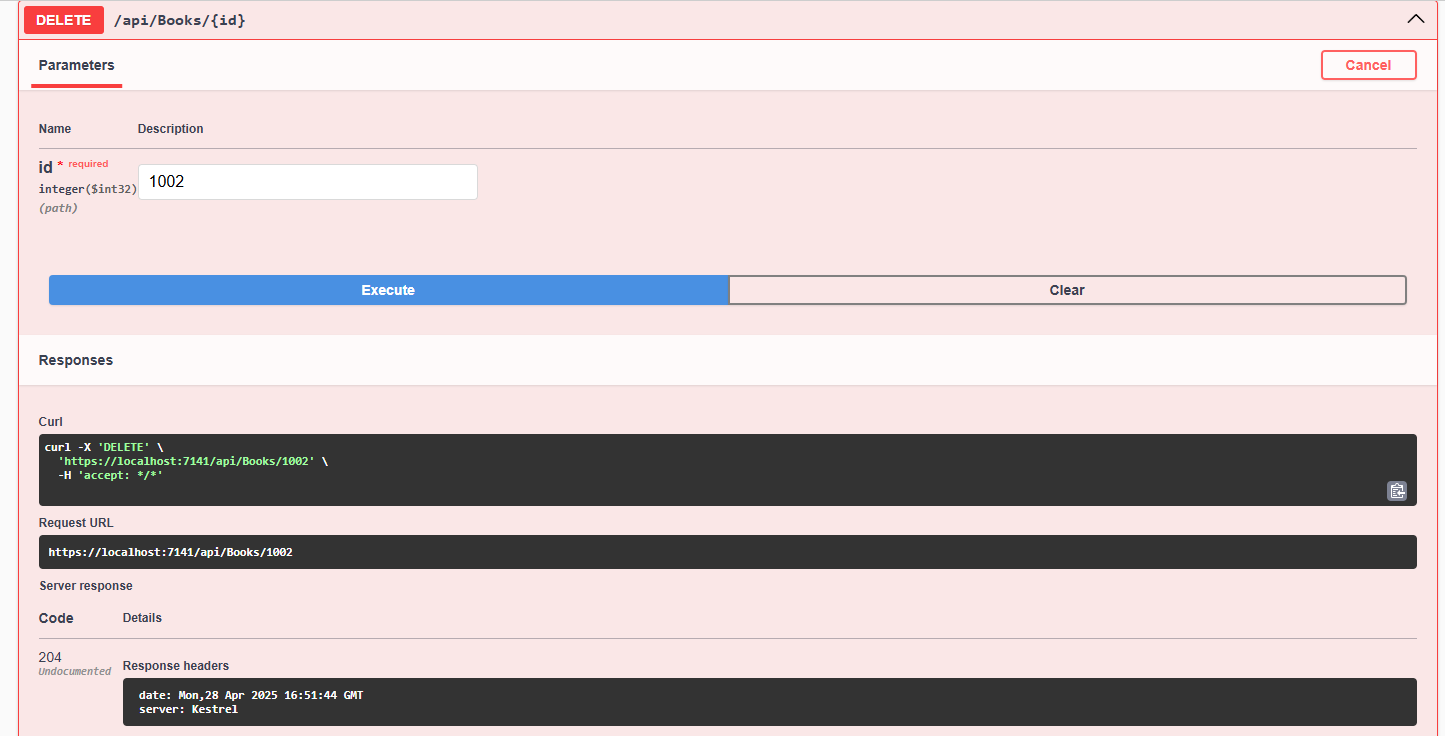 DELETE /api/Books/{id}
Parameters
Cancel
Name Description
id * required
integer($int32)
(path)
1002
Execute Clear
Responses
Curl
curl -X 'DELETE' \
'https://localhost:7141/api/Books/1002' \
-H 'accept: */*'
Request URL
https://localhost:7141/api/Books/1002
Server response
Code Details
204
Undocumented
Response headers
date: Mon,28 Apr 2025 16:51:44 GMT
server: Kestrel